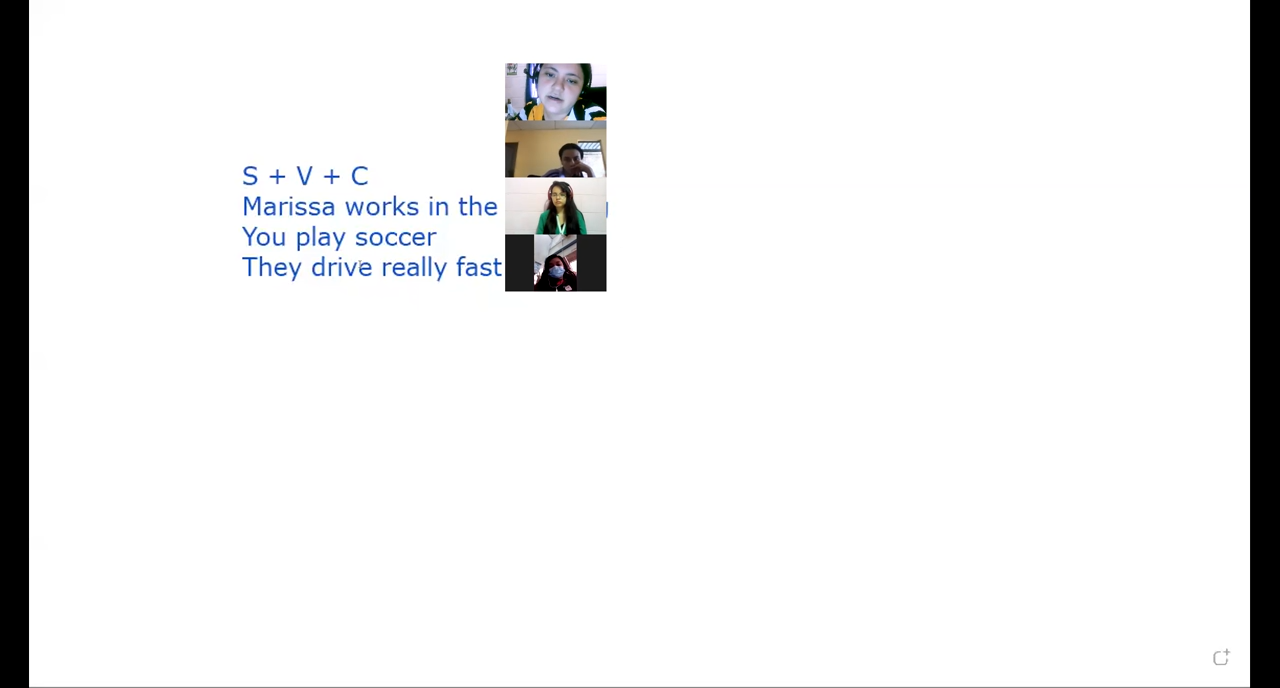 S + V + C
Marissa works in the
You play soccer
They drive really fast